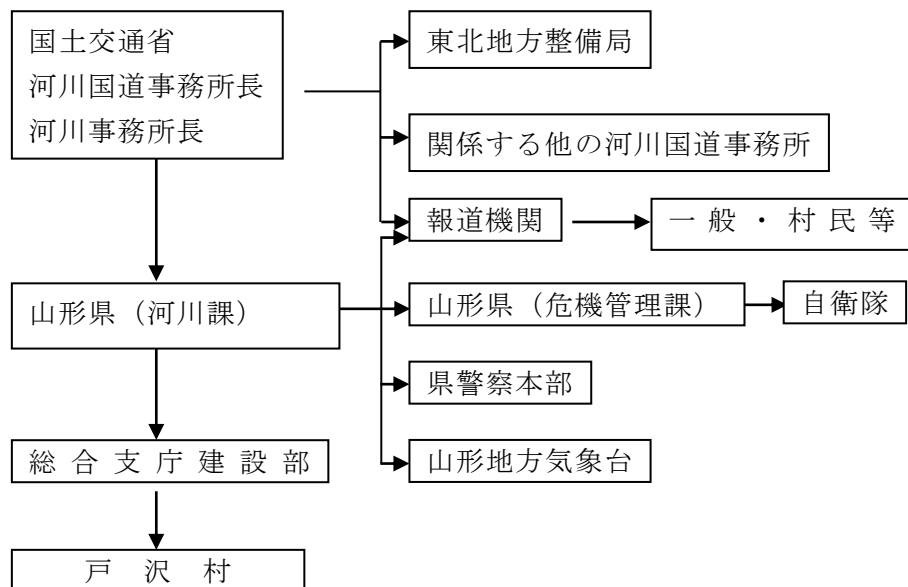 国土交通省
河川国道事務所長
河川事務所長
東北地方整備局
関係する他の河川国道事務所
報道機関
一般・村民等
山形県（河川課）
山形県（危機管理課）
自衛隊
県警察本部
総合支庁建設部
山形地方気象台
戸沢村